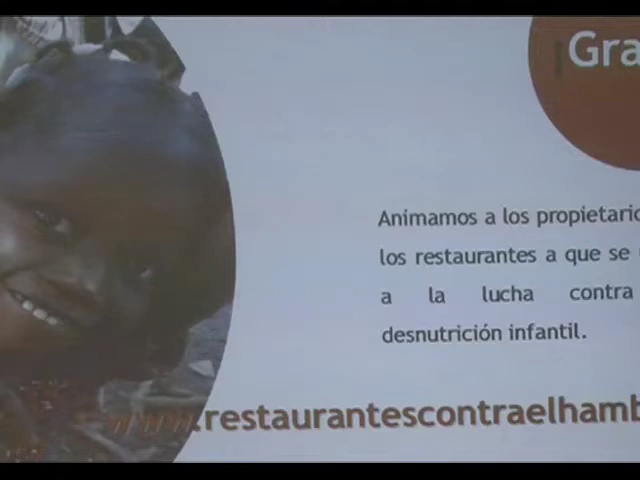 ¡Gra
Animamos a los propietario
los restaurantes a que se
a la lucha contra
desnutrición infantil.
www.restaurantescontraelhamb